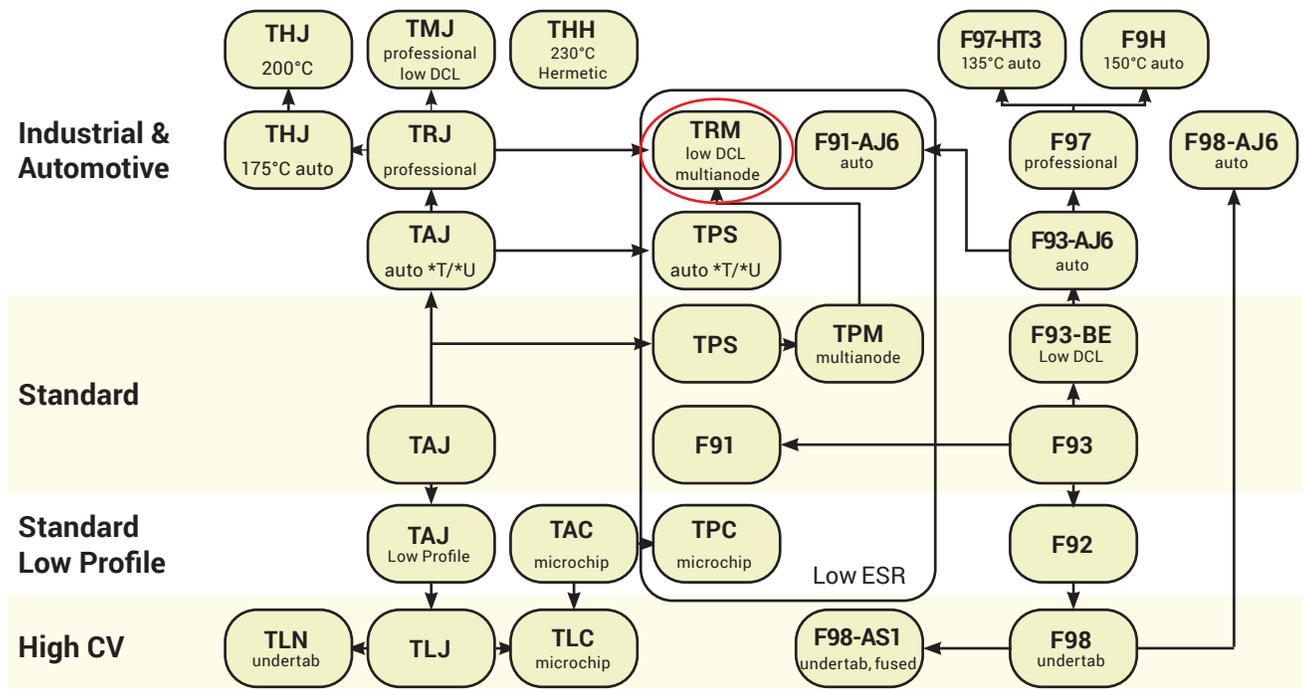 THJ
200°C
TMJ
professional
low DCL
THH
230°C
Hermetic
F97-HT3
135°C auto
F9H
150°C auto
Industrial &
Automotive
THJ
175°C auto
TRJ
professional
TRM
low DCL
multianode
F91-AJ6
auto
F97
professional
F98-AJ6
auto
TAJ
auto *T/*U
TPS
auto *T/*U
F93-AJ6
auto
Standard
TPS
TPM
multianode
F93-BE
Low DCL
TAJ
F91
F93
Standard
Low Profile
TAJ
Low Profile
TAC
microchip
TPC
microchip
Low ESR
F92
High CV
TLN
undertab
TLJ
TLC
microchip
F98-AS1
undertab, fused
F98
undertab